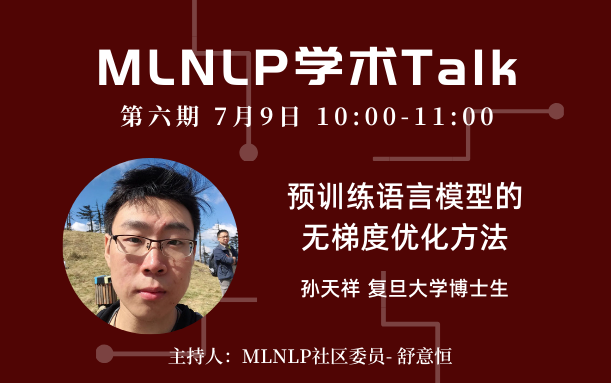 MLNLP学术Talk
第六期 7月9日 10:00-11:00
预训练语言模型的
无梯度优化方法
孙天祥 复旦大学博士生
主持人：MLNLP社区委员- 舒意恒